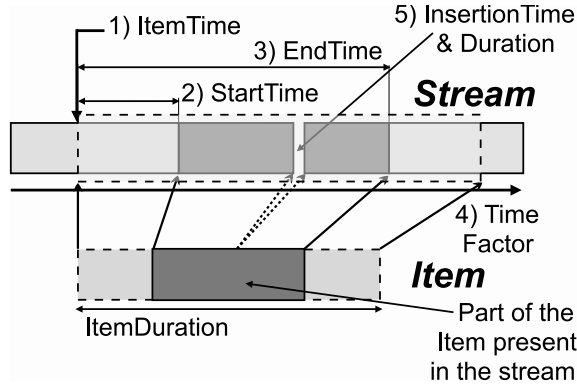 1) ItemTime
5) InsertionTime
& Duration
3) EndTime
2) StartTime
Stream
4) Time
Factor
Item
ItemDuration
Part of the
Item present
in the stream